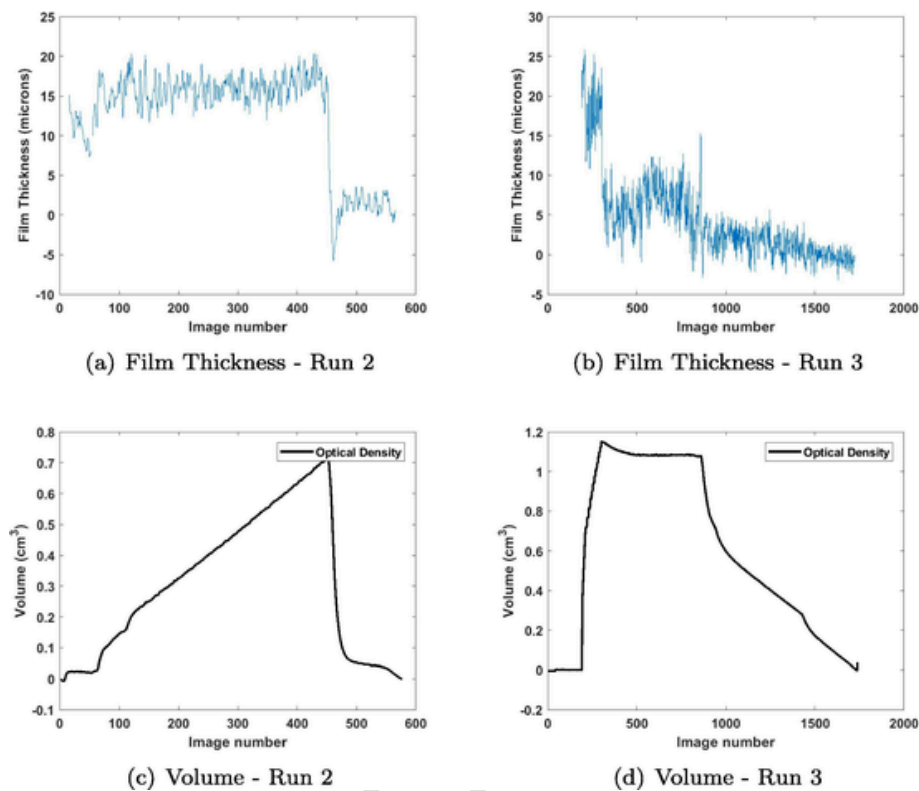 25
20
15
10
5
0
-5
-10
Film Thickness (microns)
0 100 200 300 400 500 600
Image number
(a) Film Thickness - Run 2
30
25
20
15
10
5
0
-5
Film Thickness (microns)
0 500 1000 1500 2000
Image number
(b) Film Thickness - Run 3
0.8
0.7
0.6
0.5
0.4
0.3
0.2
0.1
0
-0.1
Volume (cm³)
Optical Density
0 100 200 300 400 500 600
Image number
(c) Volume - Run 2
1.2
1
0.8
0.6
0.4
0.2
0
-0.2
Volume (cm³)
Optical Density
0 500 1000 1500 2000
Image number
(d) Volume - Run 3